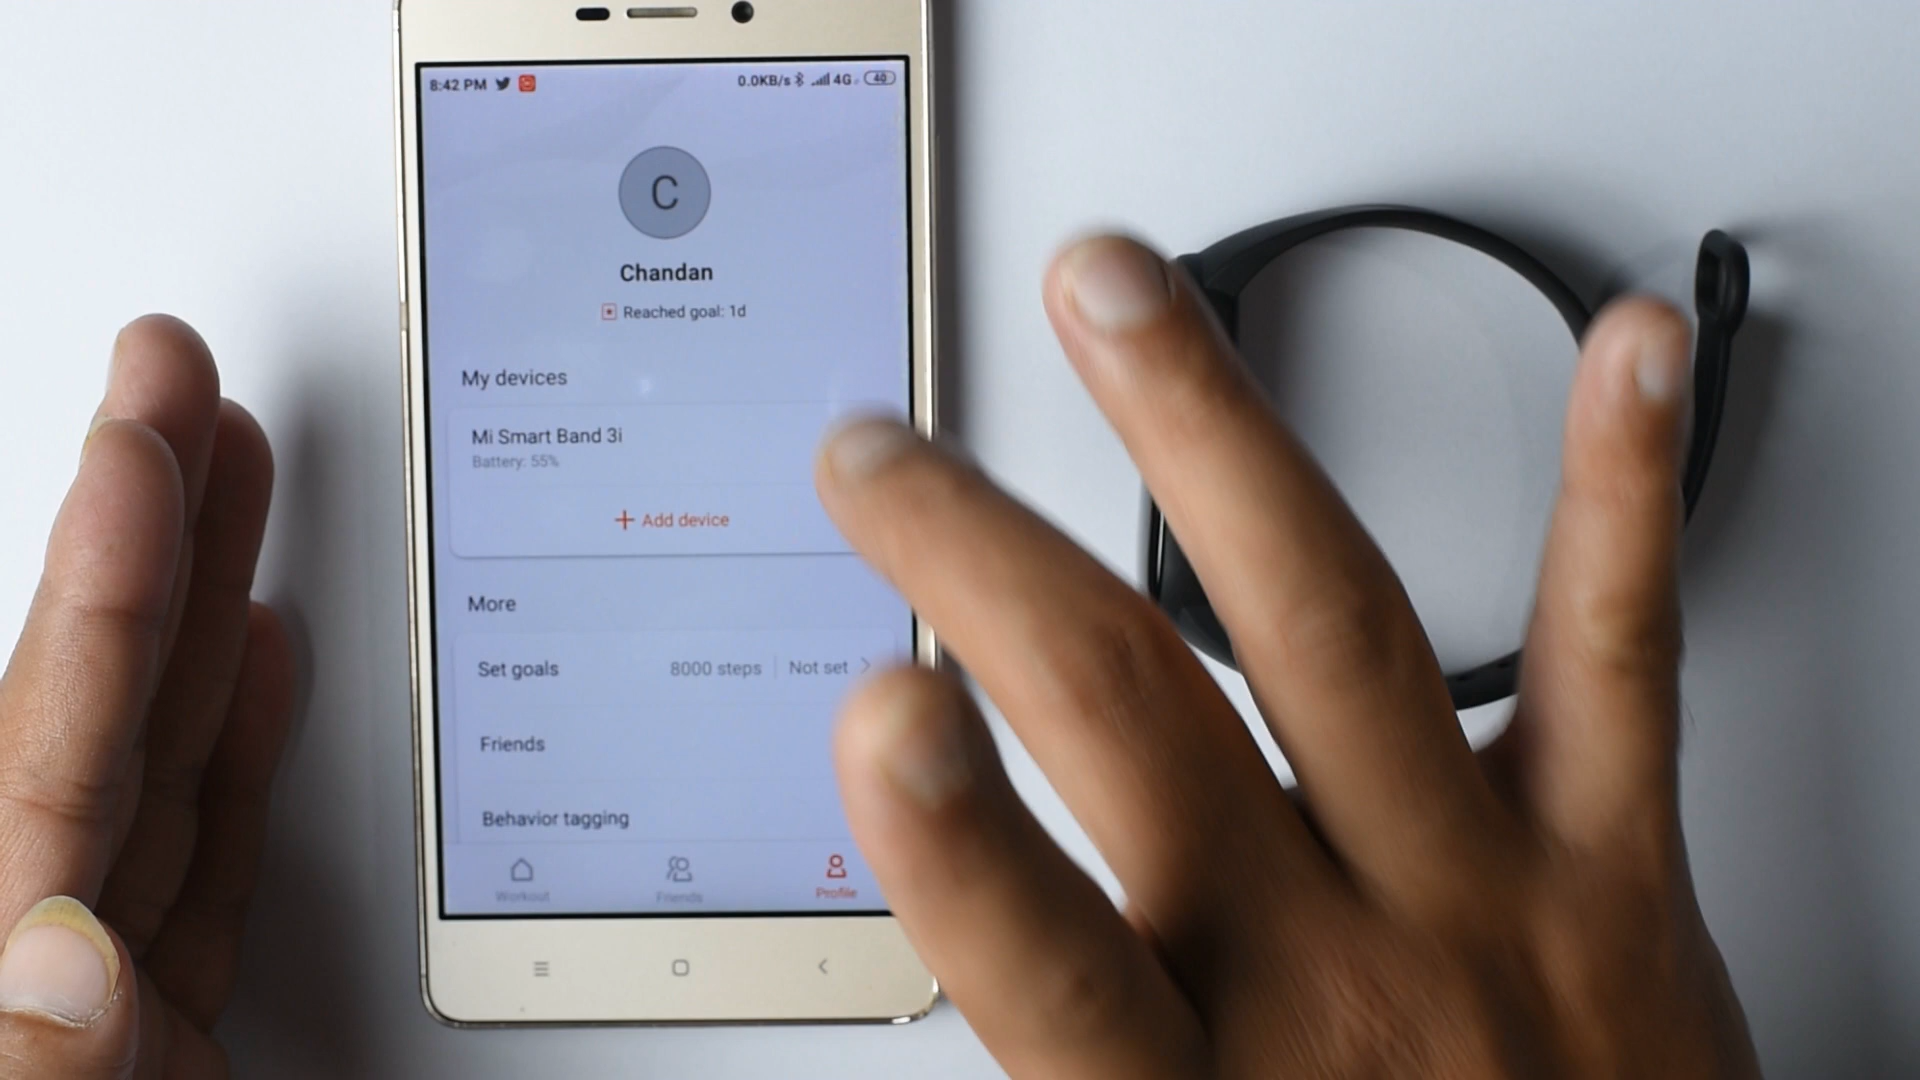 8:42 PM 0.0KB/s 4G 40
C
Chandan
Reached goal: 1d
My devices
Mi Smart Band 3i
Battery: 55%
+ Add device
More
Set goals 8000 steps | Not set >
Friends
Behavior tagging
Workout Friends Profile